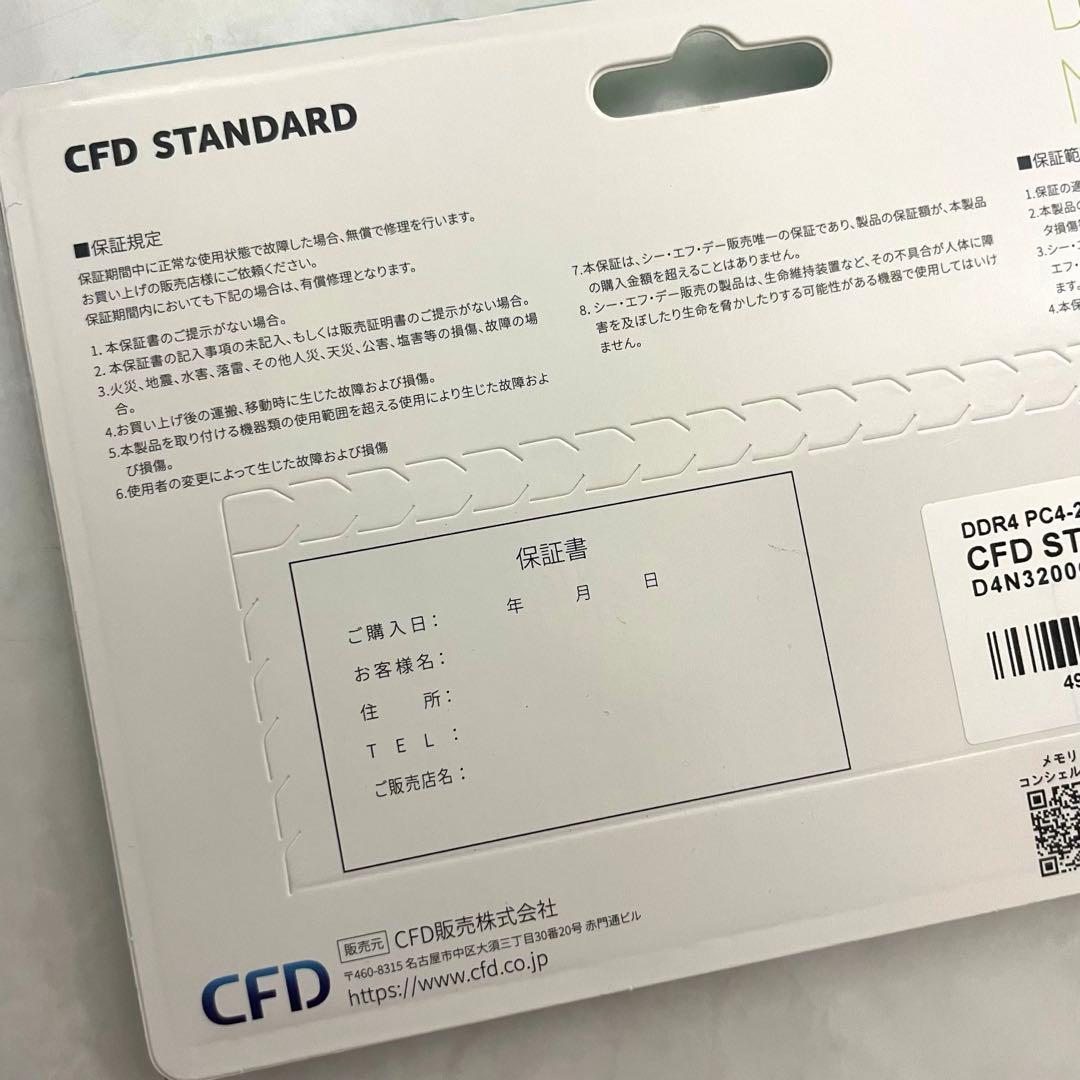 CFD STANDARD
■保証規定
保証期間中に正常な使用状態で故障した場合、無償で修理を行います。
お買い上げの販売店様にご依頼ください。
保証期間内においても下記の場合は、有償修理となります。
1. 本保証書のご提示がない場合。
2. 本保証書の記入事項の未記入、もしくは販売証明書のご提示がない場合。
3.火災、地震、水害、落雷、その他人災、天災、公害、塩害等の損傷、故障の場
合。
4.お買い上げ後の運搬、移動時に生じた故障および損傷。
5.本製品を取り付ける機器類の使用範囲を超える使用により生じた故障およ
び損傷。
6.使用者の変更によって生じた故障および損傷
7.本保証は、シー・エフ・デー販売唯一の保証であり、製品の保証額が、本製品
の購入金額を超えることはありません。
8. シー・エフ・デー販売の製品は、生命維持装置など、その不具合が人体に障
害を及ぼしたり生命を脅かしたりする可能性がある機器で使用してはいけ
ません。
■保証範
1.保証の適
2.本製品の
タ損傷
3.シー・エ
エフ・
ます。
4.本保
保証書
ご購入日： 年 月 日
お客様名：
住 所：
T E L：
ご販売店名：
DDR4 PC4-2
CFD ST
D4N3200
49
メモリ
コンシェル
CFD
販売元 CFD販売株式会社
〒460-8315 名古屋市中区大須三丁目30番20号 赤門通ビル
https://www.cfd.co.jp